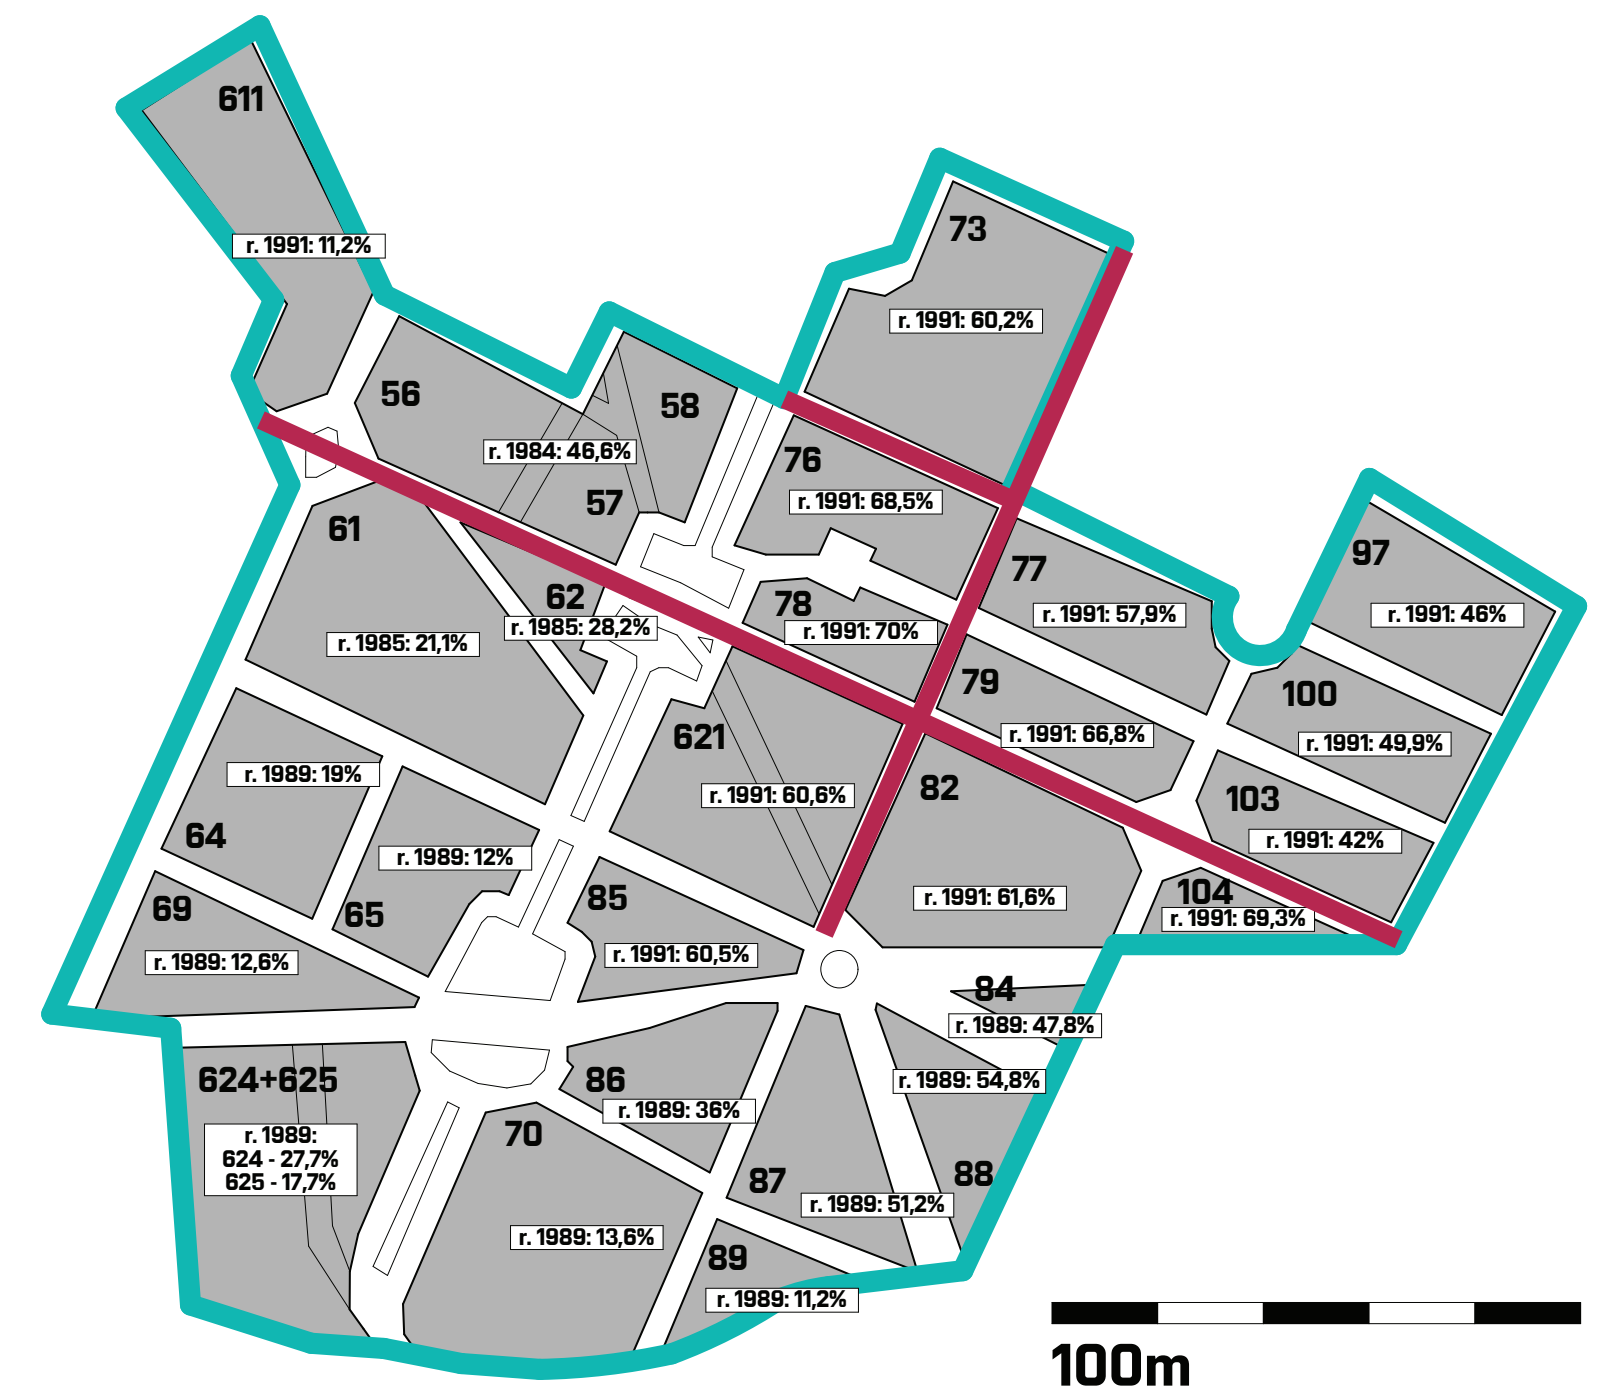 611
r. 1991: 11,2%
73
r. 1991: 60,2%
56
58
r. 1984: 46,6%
57
76
r. 1991: 68,5%
61
r. 1985: 21,1%
62
r. 1985: 28,2%
78
r. 1991: 70%
77
r. 1991: 57,9%
97
r. 1991: 46%
79
r. 1991: 66,8%
100
r. 1991: 49,9%
621
r. 1991: 60,6%
82
r. 1991: 61,6%
103
r. 1991: 42%
104
r. 1991: 69,3%
r. 1989: 19%
64
r. 1989: 12%
65
69
r. 1989: 12,6%
85
r. 1991: 60,5%
84
r. 1989: 47,8%
624+625
r. 1989:
624 - 27,7%
625 - 17,7%
86
r. 1989: 36%
r. 1989: 54,8%
88
70
r. 1989: 13,6%
87
r. 1989: 51,2%
89
r. 1989: 11,2%
100m